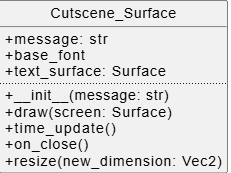 Cutscene_Surface
+message: str
+base_font
+text_surface: Surface
+__init__(message: str)
+draw(screen: Surface)
+time_update()
+on_close()
+resize(new_dimension: Vec2)